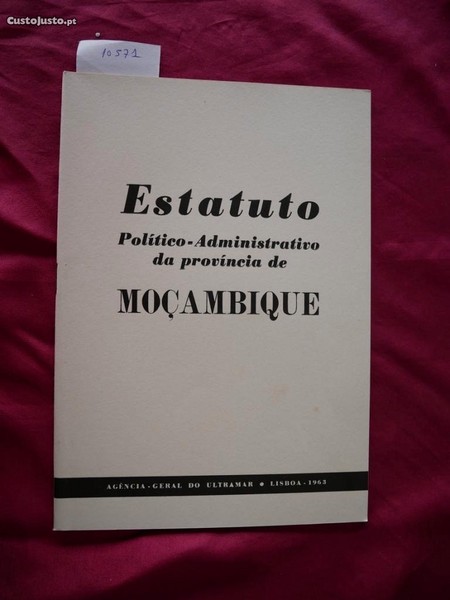 CustoJusto.pt
10571
Estatuto
Político-Administrativo
da província de
MOÇAMBIQUE
AGÊNCIA-GERAL DO ULTRAMAR • LISBOA-1963